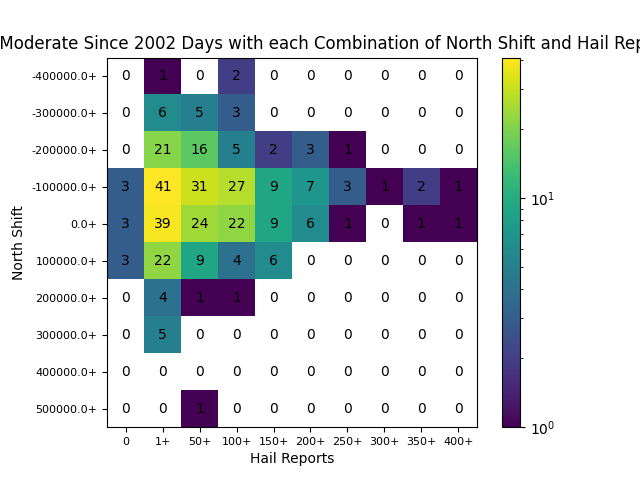 Moderate Since 2002 Days with each Combination of North Shift and Hail Rep
-400000.0+ 0 1 0 2 0 0 0 0 0 0
-300000.0+ 0 6 5 3 0 0 0 0 0 0
-200000.0+ 0 21 16 5 2 3 1 0 0 0
-100000.0+ 3 41 31 27 9 7 3 1 2 1
0.0+ 3 39 24 22 9 6 1 0 1 1
100000.0+ 3 22 9 4 6 0 0 0 0 0
200000.0+ 0 4 1 1 0 0 0 0 0 0
300000.0+ 0 5 0 0 0 0 0 0 0 0
400000.0+ 0 0 0 0 0 0 0 0 0 0
500000.0+ 0 0 1 0 0 0 0 0 0 0
0 1+ 50+ 100+ 150+ 200+ 250+ 300+ 350+ 400+
Hail Reports
North Shift
10¹
10⁰